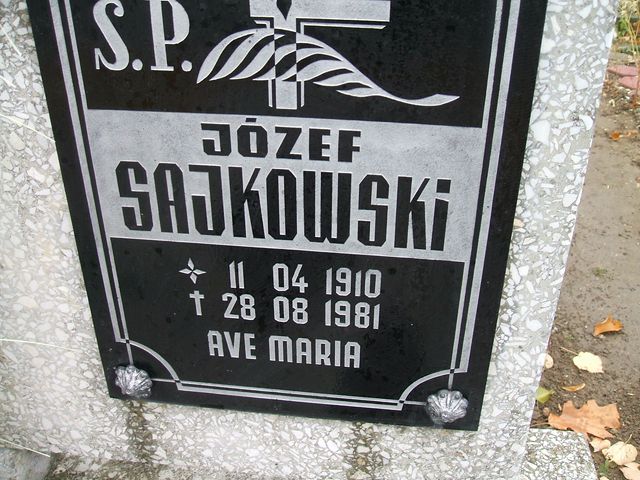 S.P.
JÓZEF
SAJKOWSKi
11 04 1910
✝ 28 08 1981
AVE MARIA